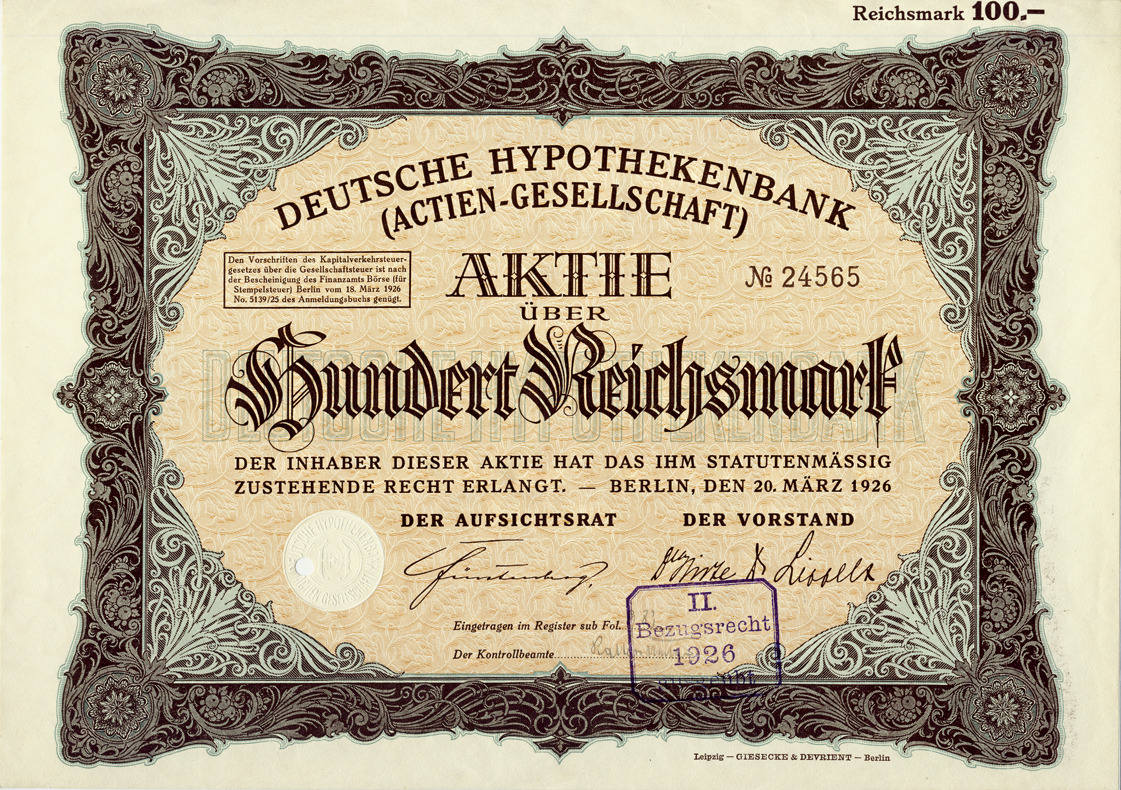 Reichsmark 100.—
DEUTSCHE HYPOTHEKENBANK
(ACTIEN-GESELLSCHAFT)
Den Vorschriften des Kapitalverkehrsteuer-
gesetzes über die Gesellschaftsteuer ist nach
der Bescheinigung des Finanzamts Börse (für
Stempelsteuer) Berlin vom 18. März 1926
No. 5139/25 des Anmeldungsbuchs genügt.
AKTIE
№ 24565
ÜBER
Hundert Reichsmark
DEUTSCHE HYPOTHEKENBANK
DER INHABER DIESER AKTIE HAT DAS IHM STATUTENMÄSSIG
ZUSTEHENDE RECHT ERLANGT. — BERLIN, DEN 20. MÄRZ 1926
DER AUFSICHTSRAT DER VORSTAND
Fürstenberg
Eingetragen im Register sub Fol.
Der Kontrollbeamte
II.
Bezugsrecht
1926
Leipzig — GIESECKE & DEVRIENT — Berlin